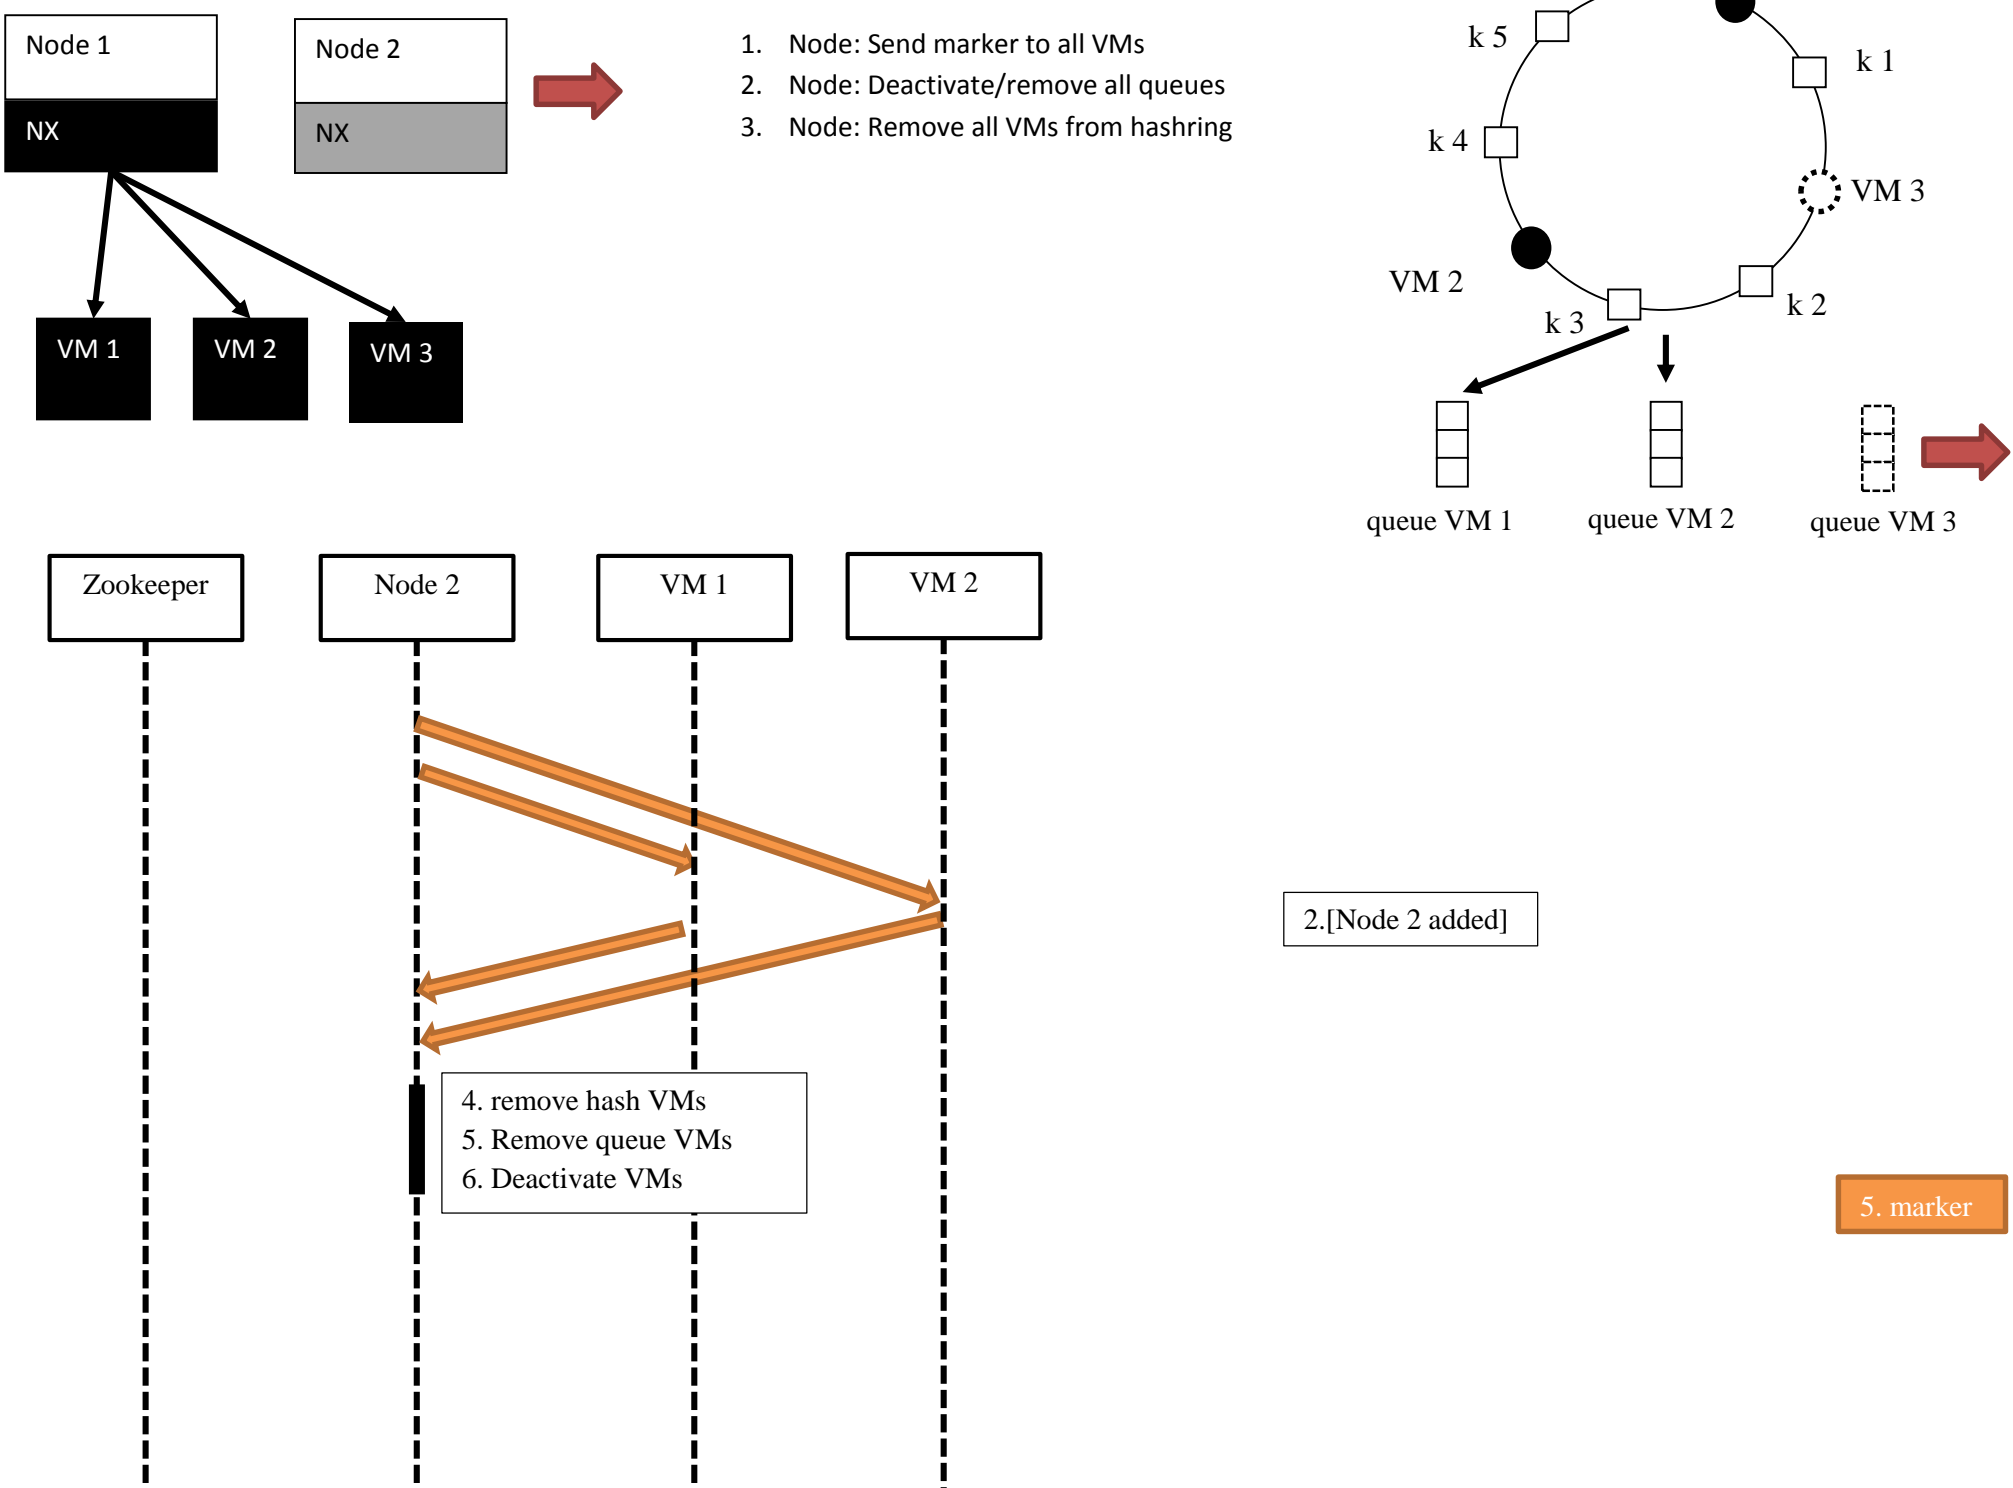 Node 1
NX
Node 2
NX
1. Node: Send marker to all VMs
2. Node: Deactivate/remove all queues
3. Node: Remove all VMs from hashring
VM 1
VM 2
VM 3
k 5
k 1
k 4
VM 3
VM 2
k 2
k 3
queue VM 1
queue VM 2
queue VM 3
Zookeeper
Node 2
VM 1
VM 2
2.[Node 2 added]
4. remove hash VMs
5. Remove queue VMs
6. Deactivate VMs
5. marker